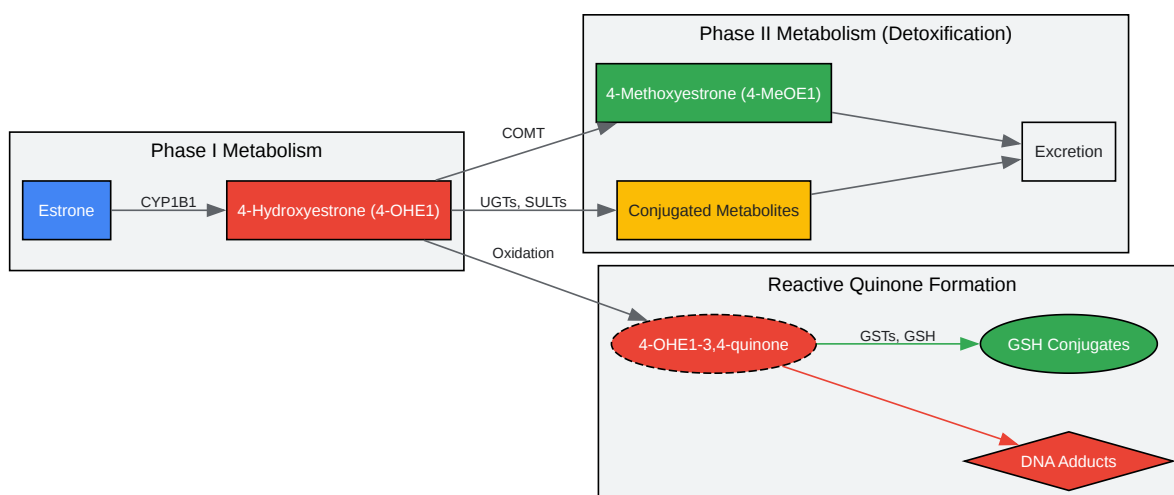 Phase II Metabolism (Detoxification)
4-Methoxyestrone (4-MeOE1)
COMT
Phase I Metabolism
Excretion
Estrone
CYP1B1
4-Hydroxyestrone (4-OHE1)
UGTs, SULTs
Conjugated Metabolites
Oxidation
Reactive Quinone Formation
4-OHE1-3,4-quinone
GSTs, GSH
GSH Conjugates
DNA Adducts